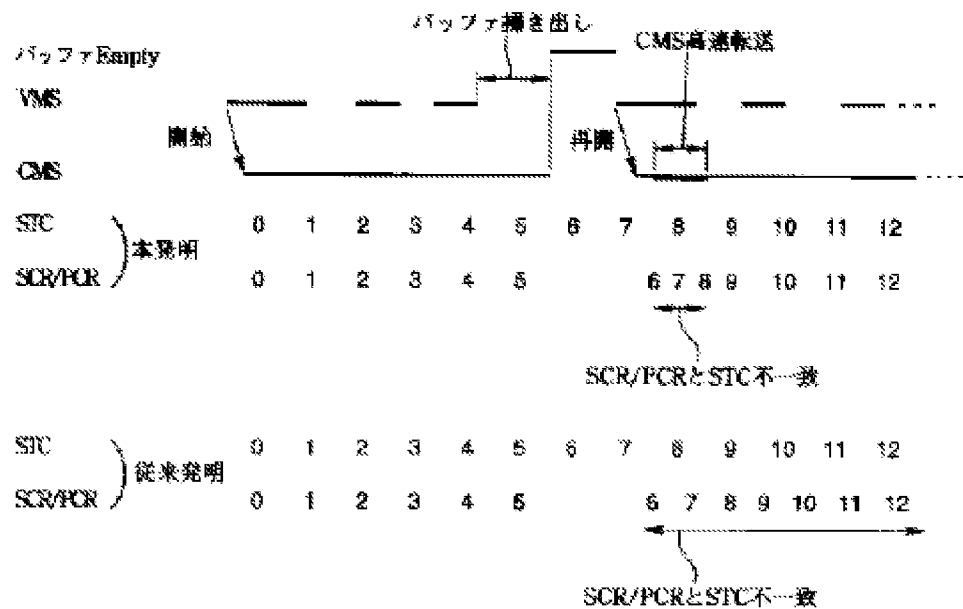 バッファ掃き出し
バッファEmpty
CMS高速転送
VMS
開始
再開
CMS
STC 0 1 2 3 4 5 6 7 8 9 10 11 12
本発明
SCR/PCR 0 1 2 3 4 5 6 7 8 9 10 11 12
SCR/PCRとSTC不一致
STC 0 1 2 3 4 5 6 7 8 9 10 11 12
従来発明
SCR/PCR 0 1 2 3 4 5 6 7 8 9 10 11 12
SCR/PCRとSTC不一致